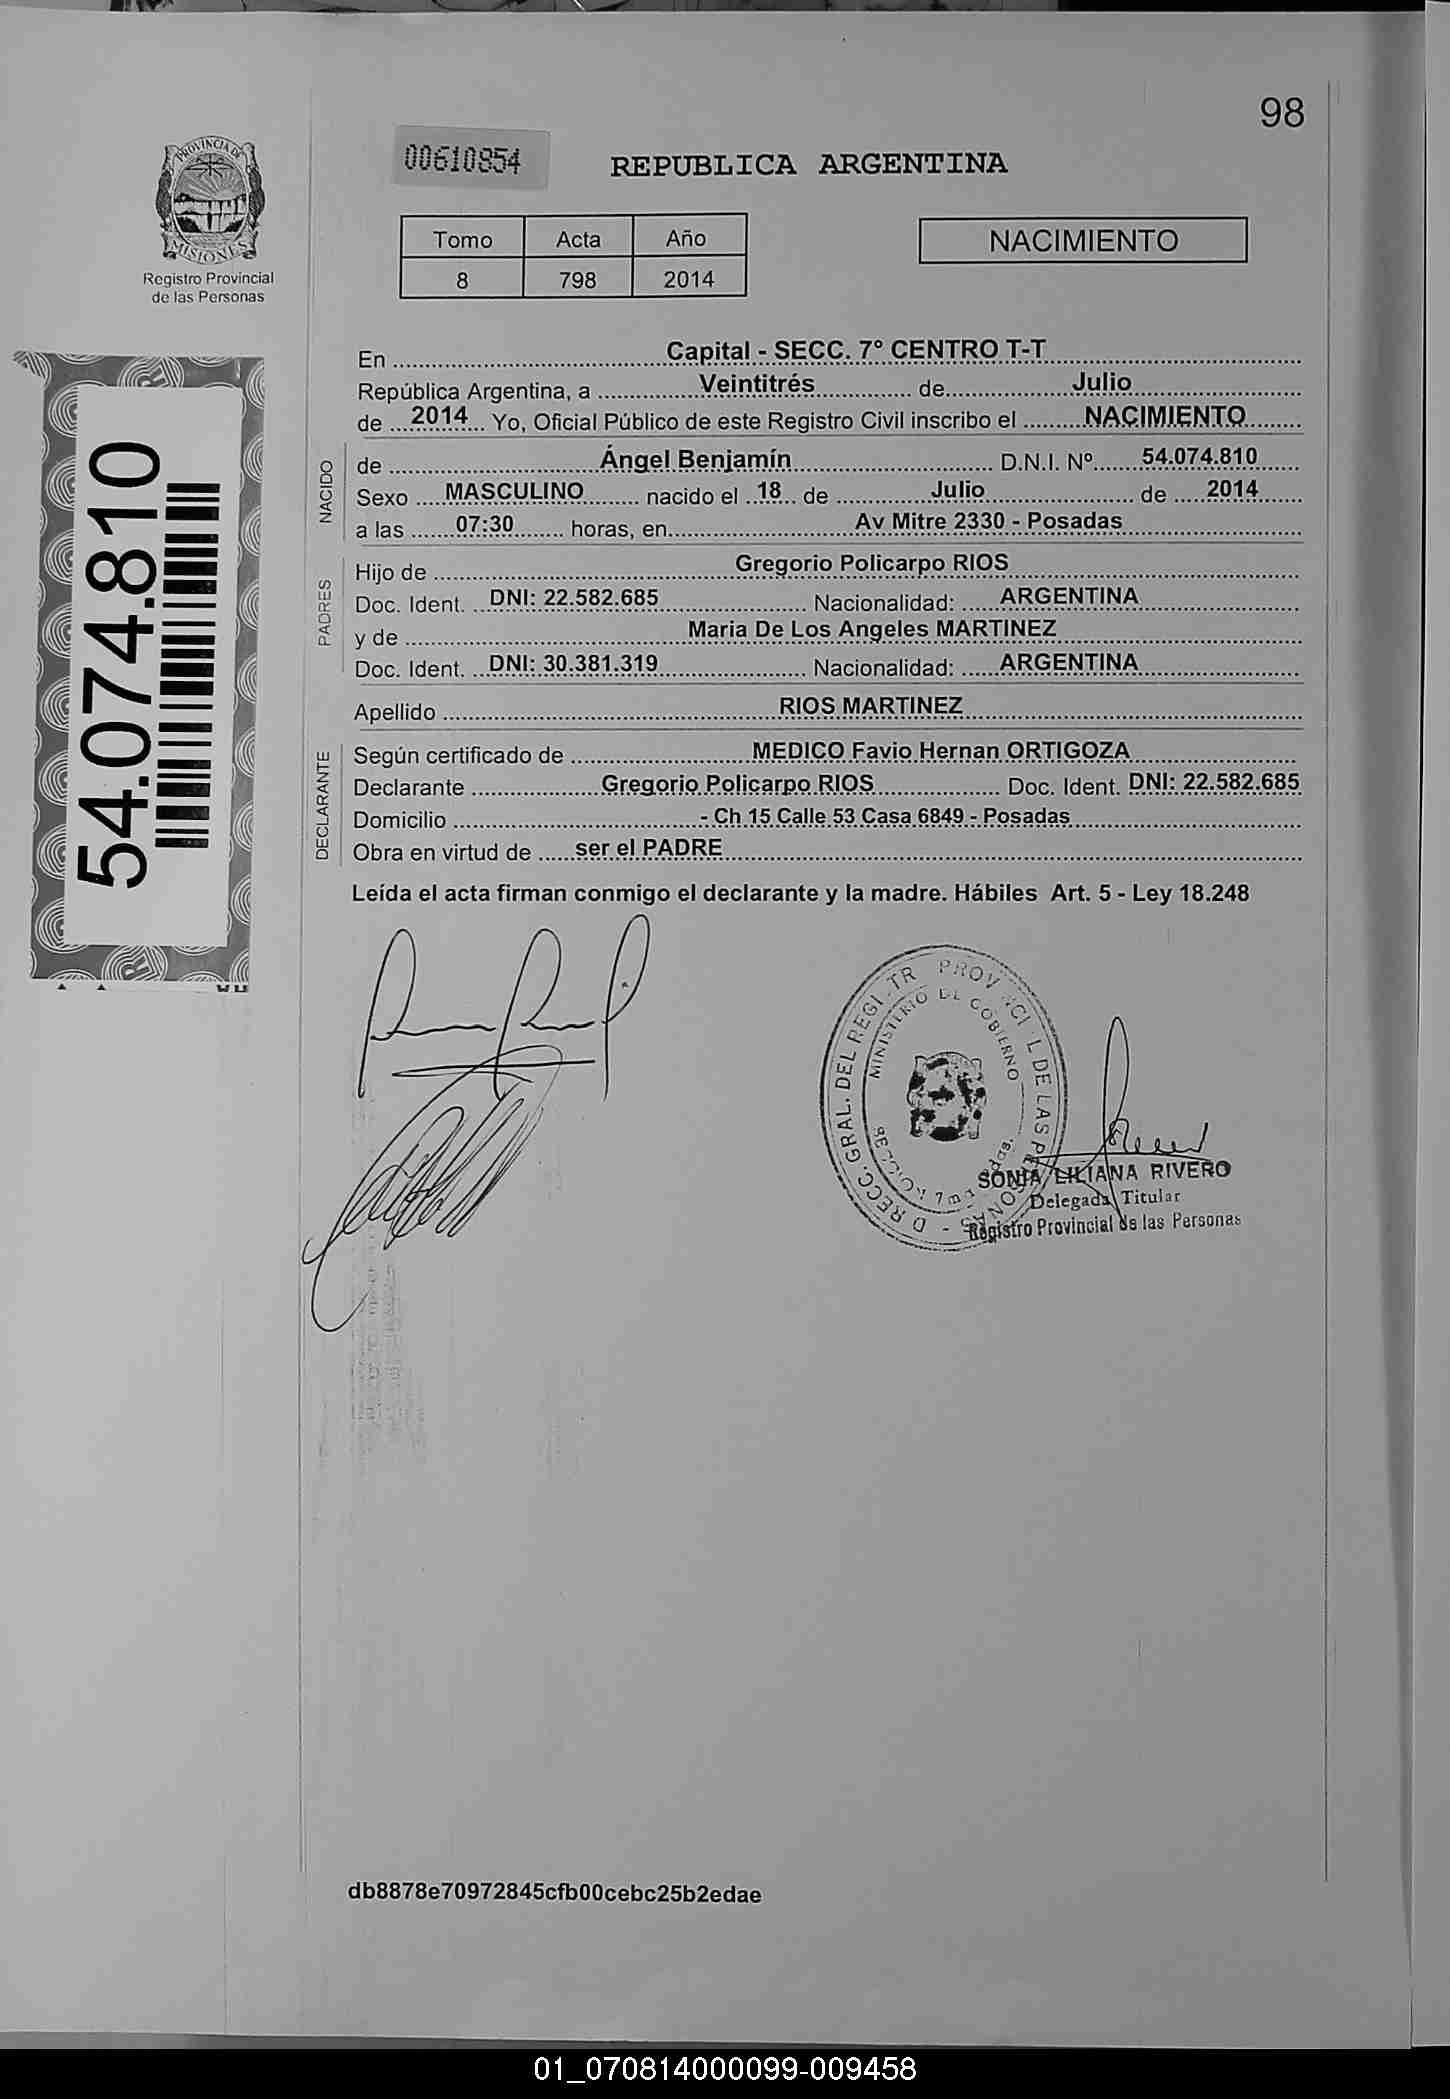 98
PROVINCIA DE
MISIONES
Registro Provincial
de las Personas
00610854
REPUBLICA ARGENTINA
Tomo Acta Año
8 798 2014
NACIMIENTO
54.074.810
En Capital - SECC. 7º CENTRO T-T
República Argentina, a Veintitrés de Julio
de 2014 Yo, Oficial Público de este Registro Civil inscribo el NACIMIENTO
NACIDO
de Ángel Benjamín D.N.I. Nº 54.074.810
Sexo MASCULINO nacido el 18 de Julio de 2014
a las 07:30 horas, en Av Mitre 2330 - Posadas
PADRES
Hijo de Gregorio Policarpo RIOS
Doc. Ident. DNI: 22.582.685 Nacionalidad: ARGENTINA
y de Maria De Los Angeles MARTINEZ
Doc. Ident. DNI: 30.381.319 Nacionalidad: ARGENTINA
Apellido RIOS MARTINEZ
DECLARANTE
Según certificado de MEDICO Favio Hernan ORTIGOZA
Declarante Gregorio Policarpo RIOS Doc. Ident. DNI: 22.582.685
Domicilio - Ch 15 Calle 53 Casa 6849 - Posadas
Obra en virtud de ser el PADRE
Leída el acta firman conmigo el declarante y la madre. Hábiles Art. 5 - Ley 18.248
MINISTERIO DE GOBIERNO
SONIA LILIANA RIVERO
Delegada Titular
Registro Provincial de las Personas
db8878e70972845cfb00cebc25b2edae
01_070814000099-009458